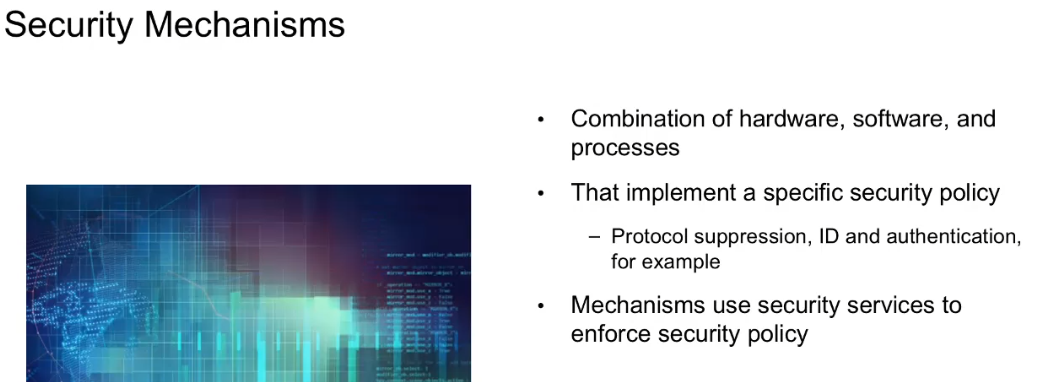 Security Mechanisms
• Combination of hardware, software, and
processes
• That implement a specific security policy
– Protocol suppression, ID and authentication,
for example
• Mechanisms use security services to
enforce security policy